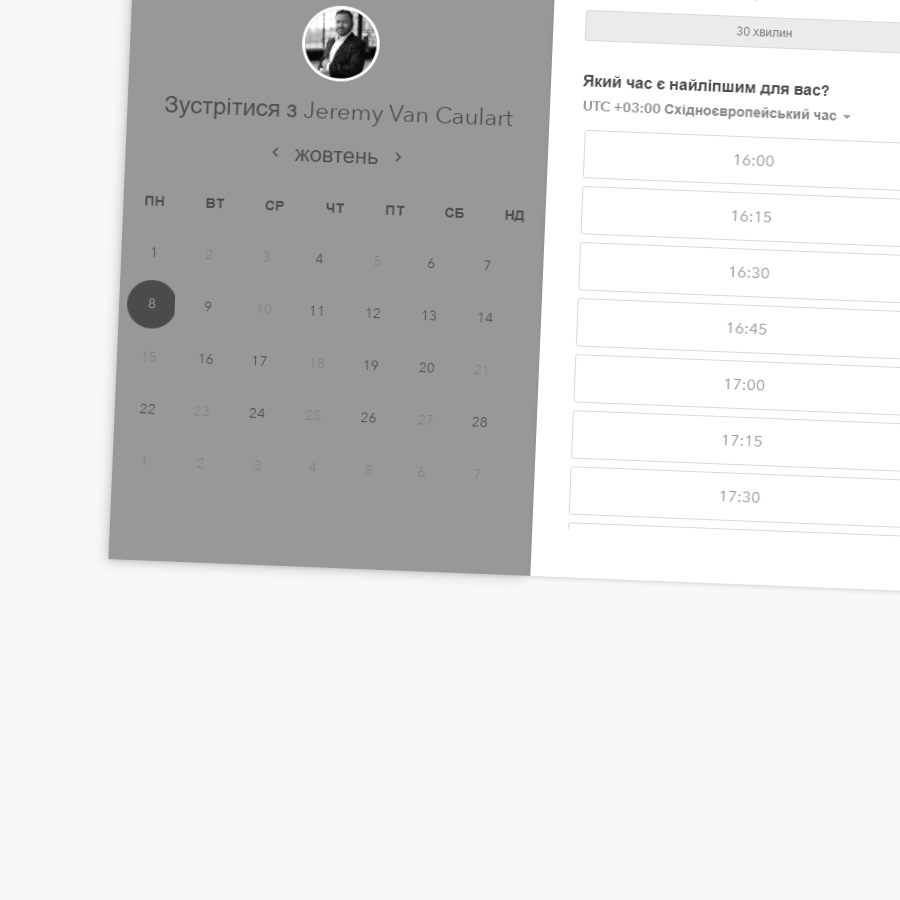 Зустрітися з Jeremy Van Caulart
жовтень
ПН ВТ СР ЧТ ПТ СБ НД
1 2 3 4 5 6 7
8 9 10 11 12 13 14
15 16 17 18 19 20 21
22 23 24 25 26 27 28
1 2 3 4 5 6 7
30 хвилин
Який час є найліпшим для вас?
UTC +03:00 Східноєвропейський час
16:00
16:15
16:30
16:45
17:00
17:15
17:30